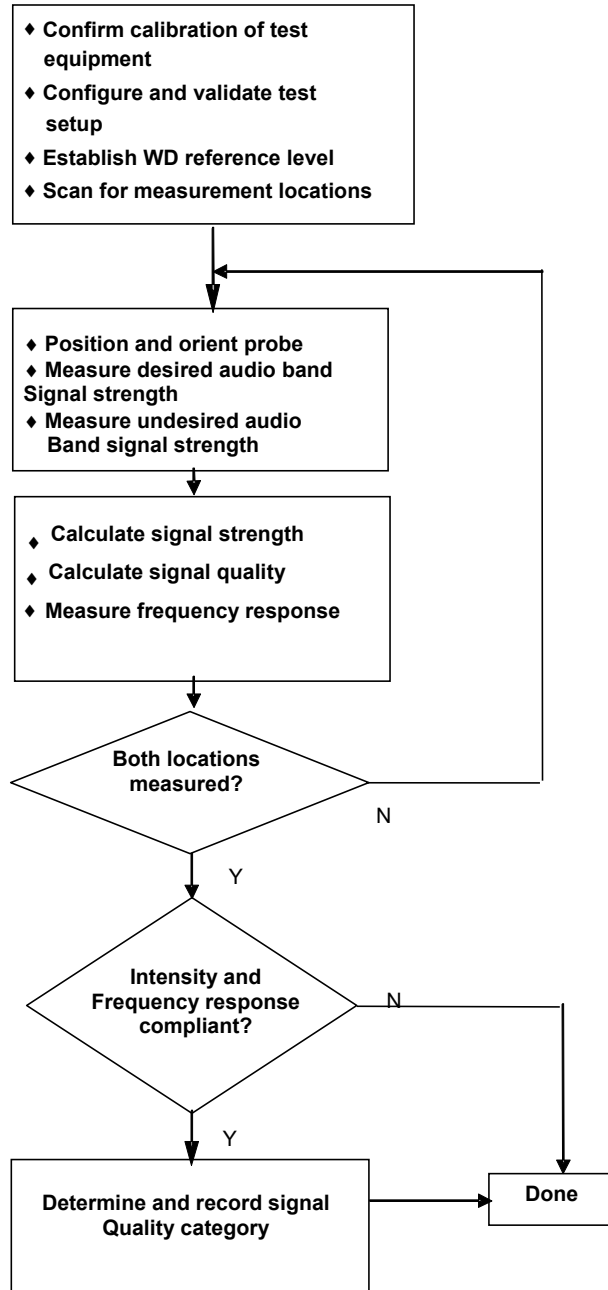 ♦ Confirm calibration of test
equipment
♦ Configure and validate test
setup
♦ Establish WD reference level
♦ Scan for measurement locations
♦ Position and orient probe
♦ Measure desired audio band
Signal strength
♦ Measure undesired audio
Band signal strength
♦ Calculate signal strength
♦ Calculate signal quality
♦ Measure frequency response
Both locations
measured?
N
Y
Intensity and
Frequency response
compliant?
N
Y
Determine and record signal
Quality category
Done